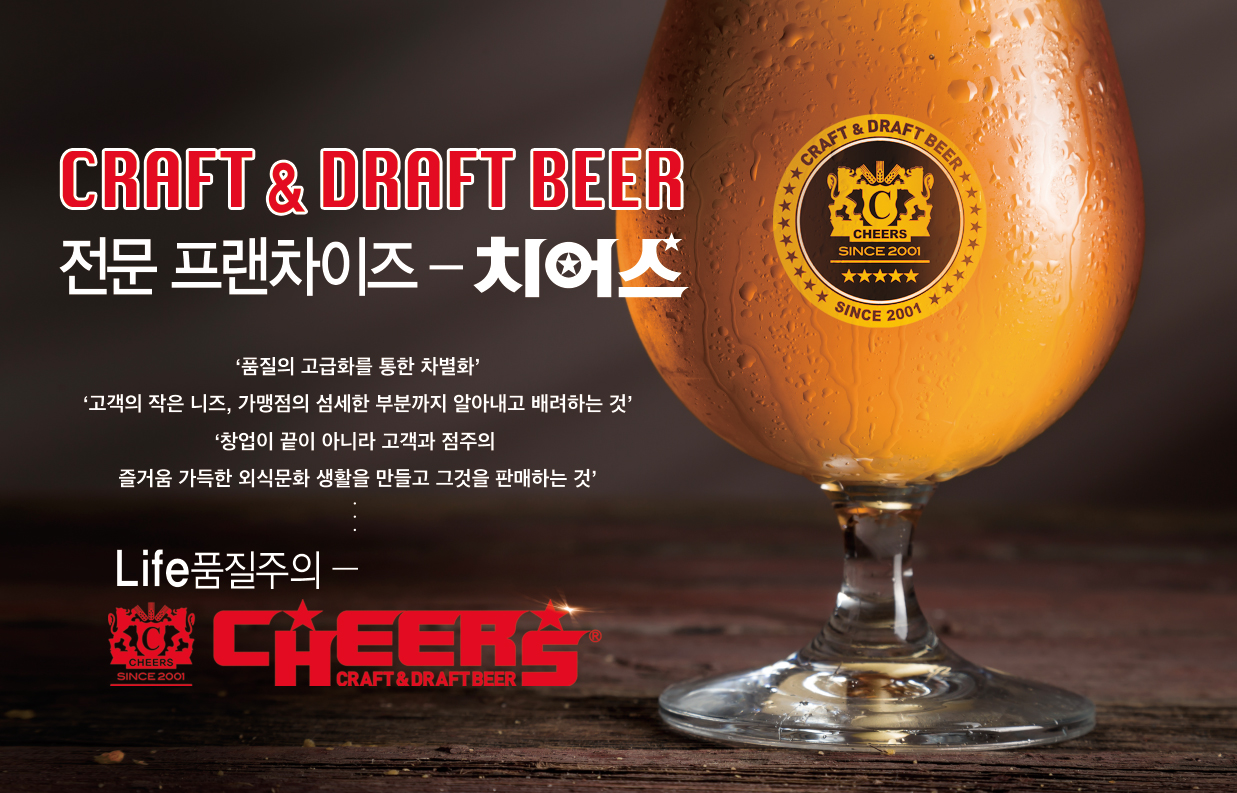 CRAFT & DRAFT BEER
전문 프랜차이즈 – 치어스
‘품질의 고급화를 통한 차별화’
‘고객의 작은 니즈, 가맹점의 섬세한 부분까지 알아내고 배려하는 것’
‘창업이 끝이 아니라 고객과 점주의
즐거움 가득한 외식문화 생활을 만들고 그것을 판매하는 것’
Life품질주의 –
C
CHEERS
SINCE 2001
CHEERS®
CRAFT & DRAFT BEER
CRAFT & DRAFT BEER
C
CHEERS
SINCE 2001
SINCE 2001